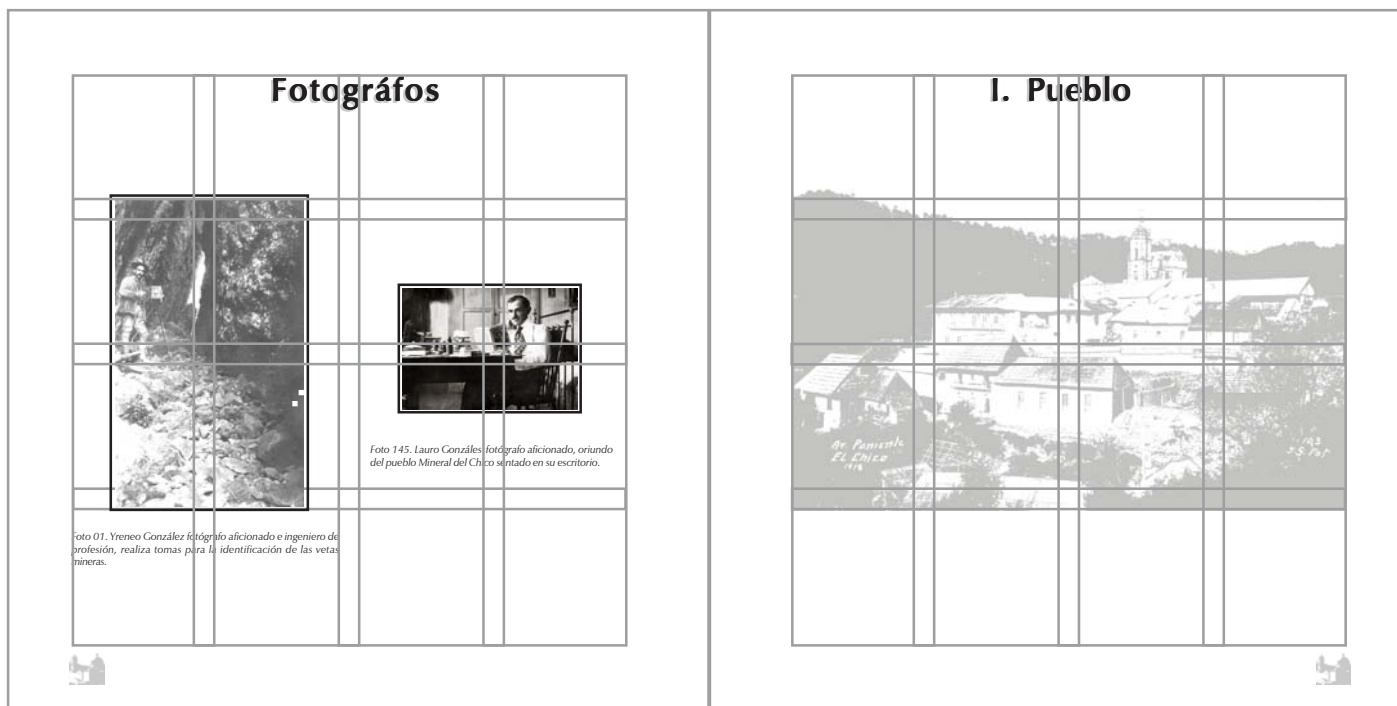 Fotográfos
Foto 145. Lauro Gonzáles fotógrafo aficionado, oriundo
del pueblo Mineral del Chico sentado en su escritorio.
Foto 01. Yreneo González fotógrafo aficionado e ingeniero de
profesión, realiza tomas para la identificación de las vetas
mineras.
I. Pueblo
Av. Poniente
El Chico
1918